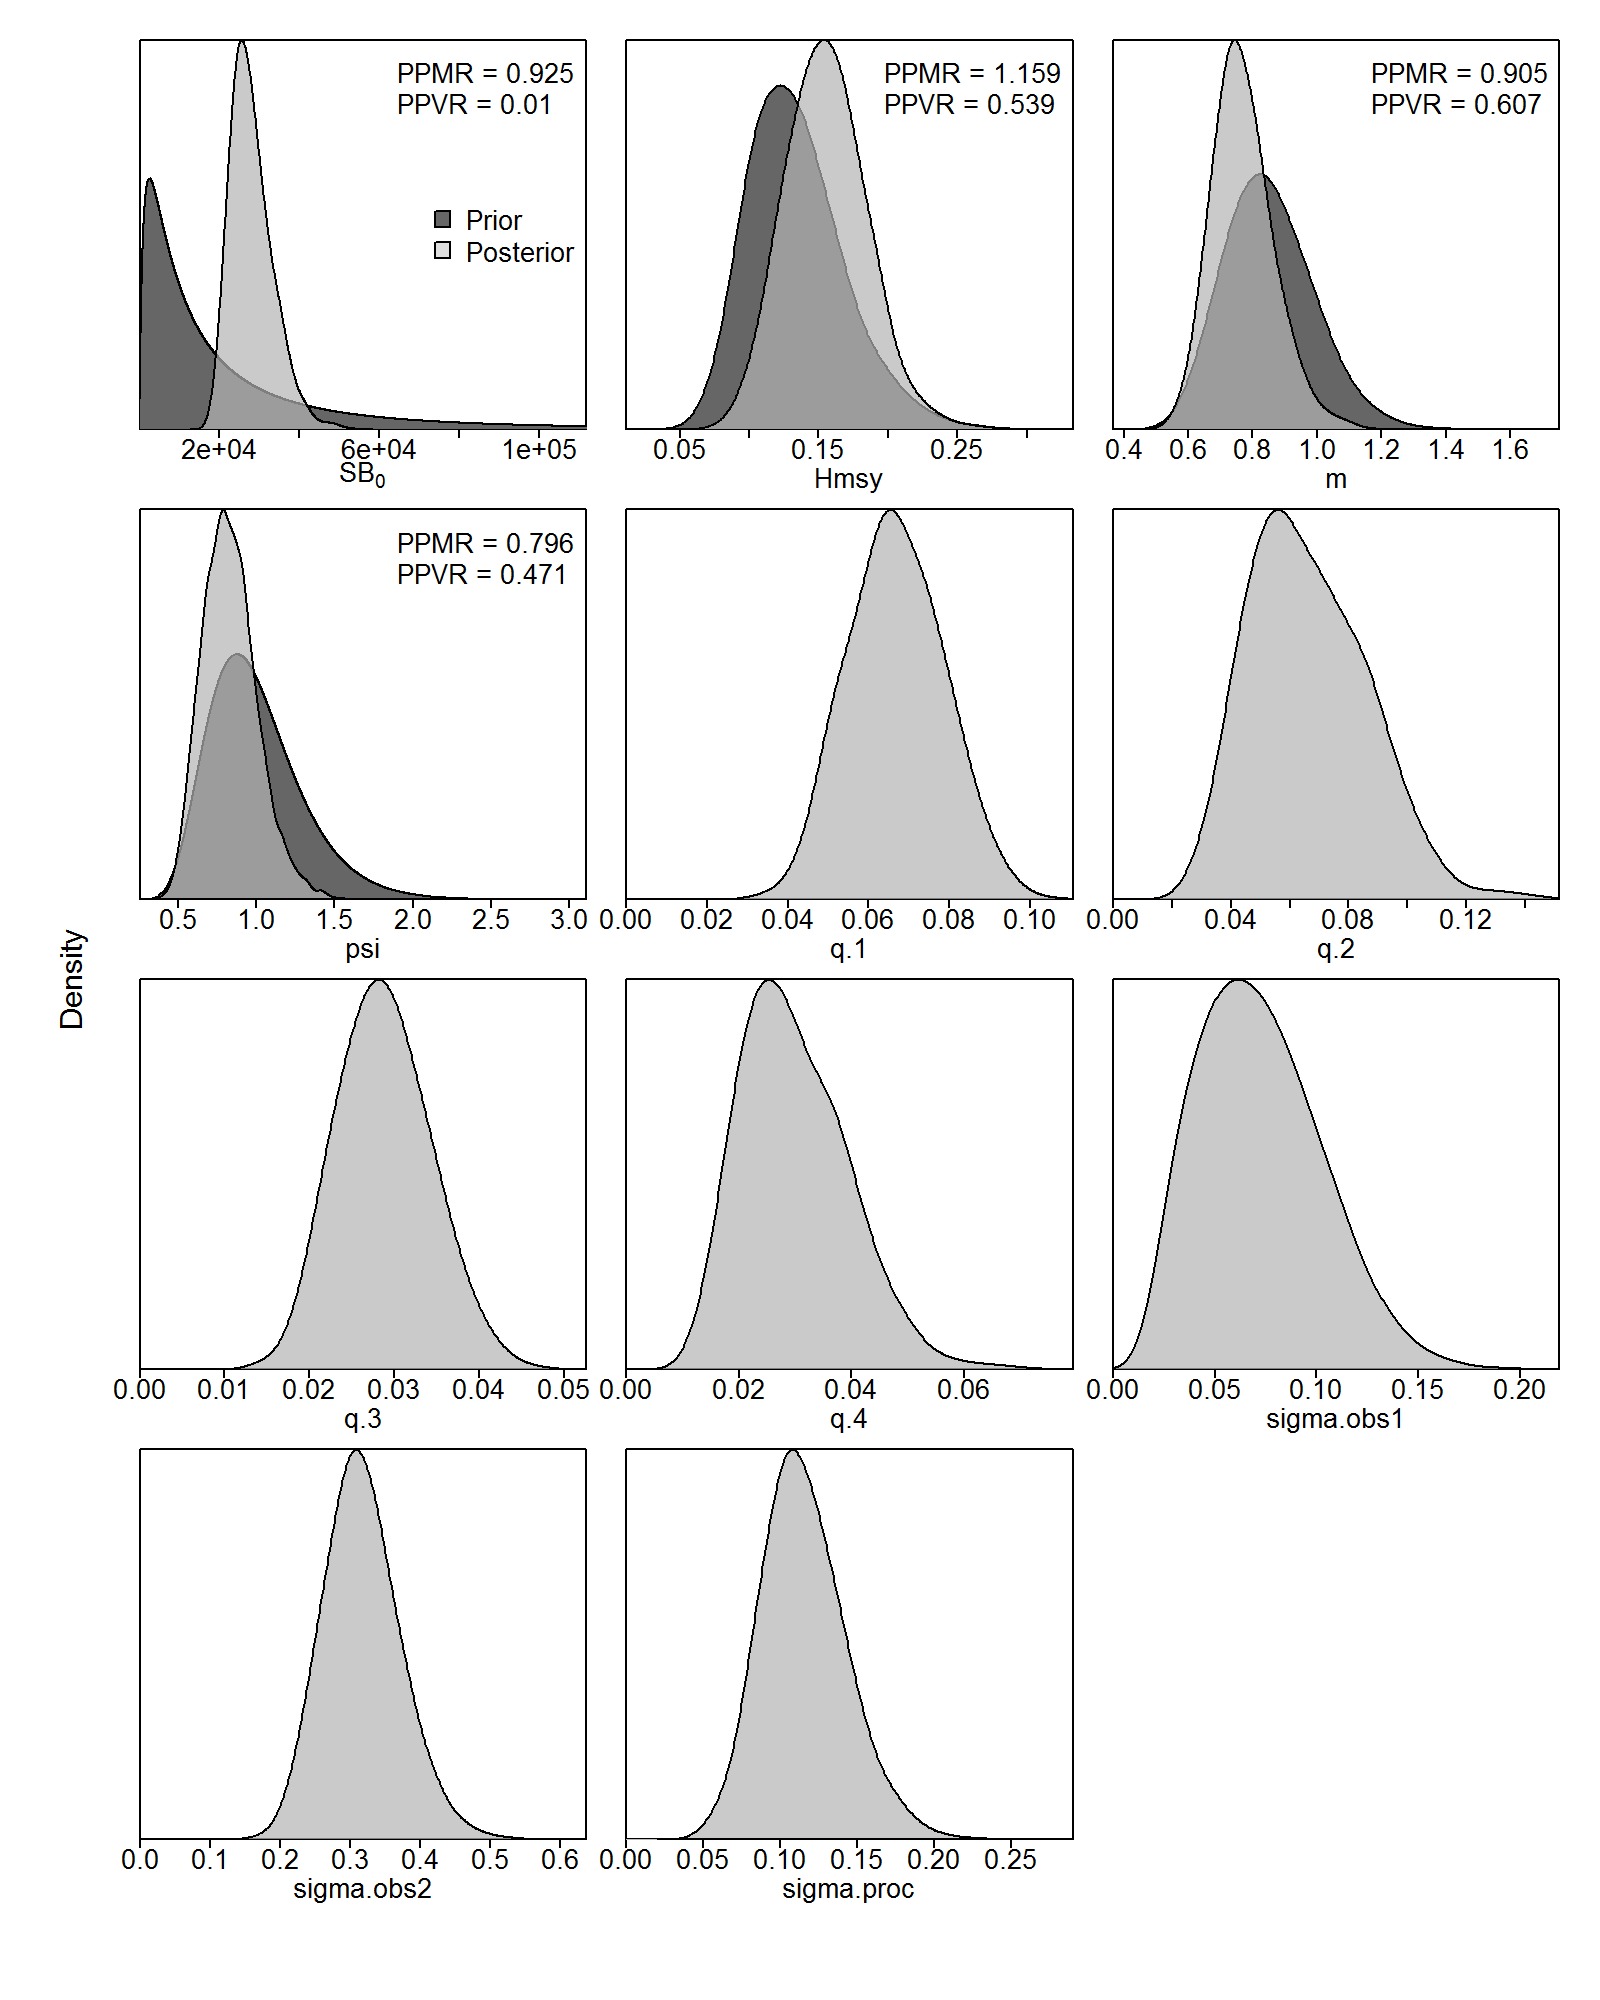 PPMR = 0.925
PPVR = 0.01
Prior
Posterior
2e+04 6e+04 1e+05
SB0
PPMR = 1.159
PPVR = 0.539
0.05 0.15 0.25
Hmsy
PPMR = 0.905
PPVR = 0.607
0.4 0.6 0.8 1.0 1.2 1.4 1.6
m
PPMR = 0.796
PPVR = 0.471
0.5 1.0 1.5 2.0 2.5 3.0
psi
0.00 0.02 0.04 0.06 0.08 0.10
q.1
0.00 0.04 0.08 0.12
q.2
Density
0.00 0.01 0.02 0.03 0.04 0.05
q.3
0.00 0.02 0.04 0.06
q.4
0.00 0.05 0.10 0.15 0.20
sigma.obs1
0.0 0.1 0.2 0.3 0.4 0.5 0.6
sigma.obs2
0.00 0.05 0.10 0.15 0.20 0.25
sigma.proc